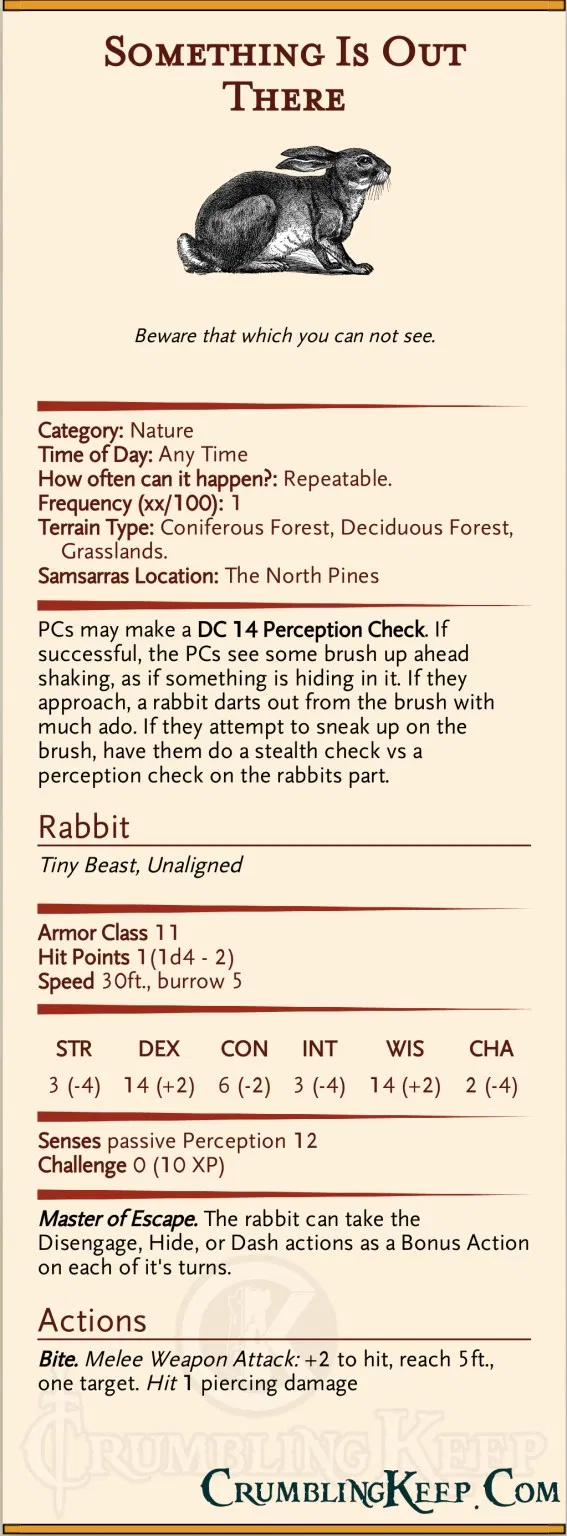 Something Is Out
There
Beware that which you can not see.
Category: Nature
Time of Day: Any Time
How often can it happen?: Repeatable.
Frequency (xx/100): 1
Terrain Type: Coniferous Forest, Deciduous Forest,
Grasslands.
Samsarras Location: The North Pines
PCs may make a DC 14 Perception Check. If
successful, the PCs see some brush up ahead
shaking, as if something is hiding in it. If they
approach, a rabbit darts out from the brush with
much ado. If they attempt to sneak up on the
brush, have them do a stealth check vs a
perception check on the rabbits part.
Rabbit
Tiny Beast, Unaligned
Armor Class 11
Hit Points 1(1d4 - 2)
Speed 30ft., burrow 5
STR DEX CON INT WIS CHA
3 (-4) 14 (+2) 6 (-2) 3 (-4) 14 (+2) 2 (-4)
Senses passive Perception 12
Challenge 0 (10 XP)
Master of Escape. The rabbit can take the
Disengage, Hide, or Dash actions as a Bonus Action
on each of it's turns.
Actions
Bite. Melee Weapon Attack: +2 to hit, reach 5ft.,
one target. Hit 1 piercing damage
Crumbling Keep
CrumblingKeep.Com